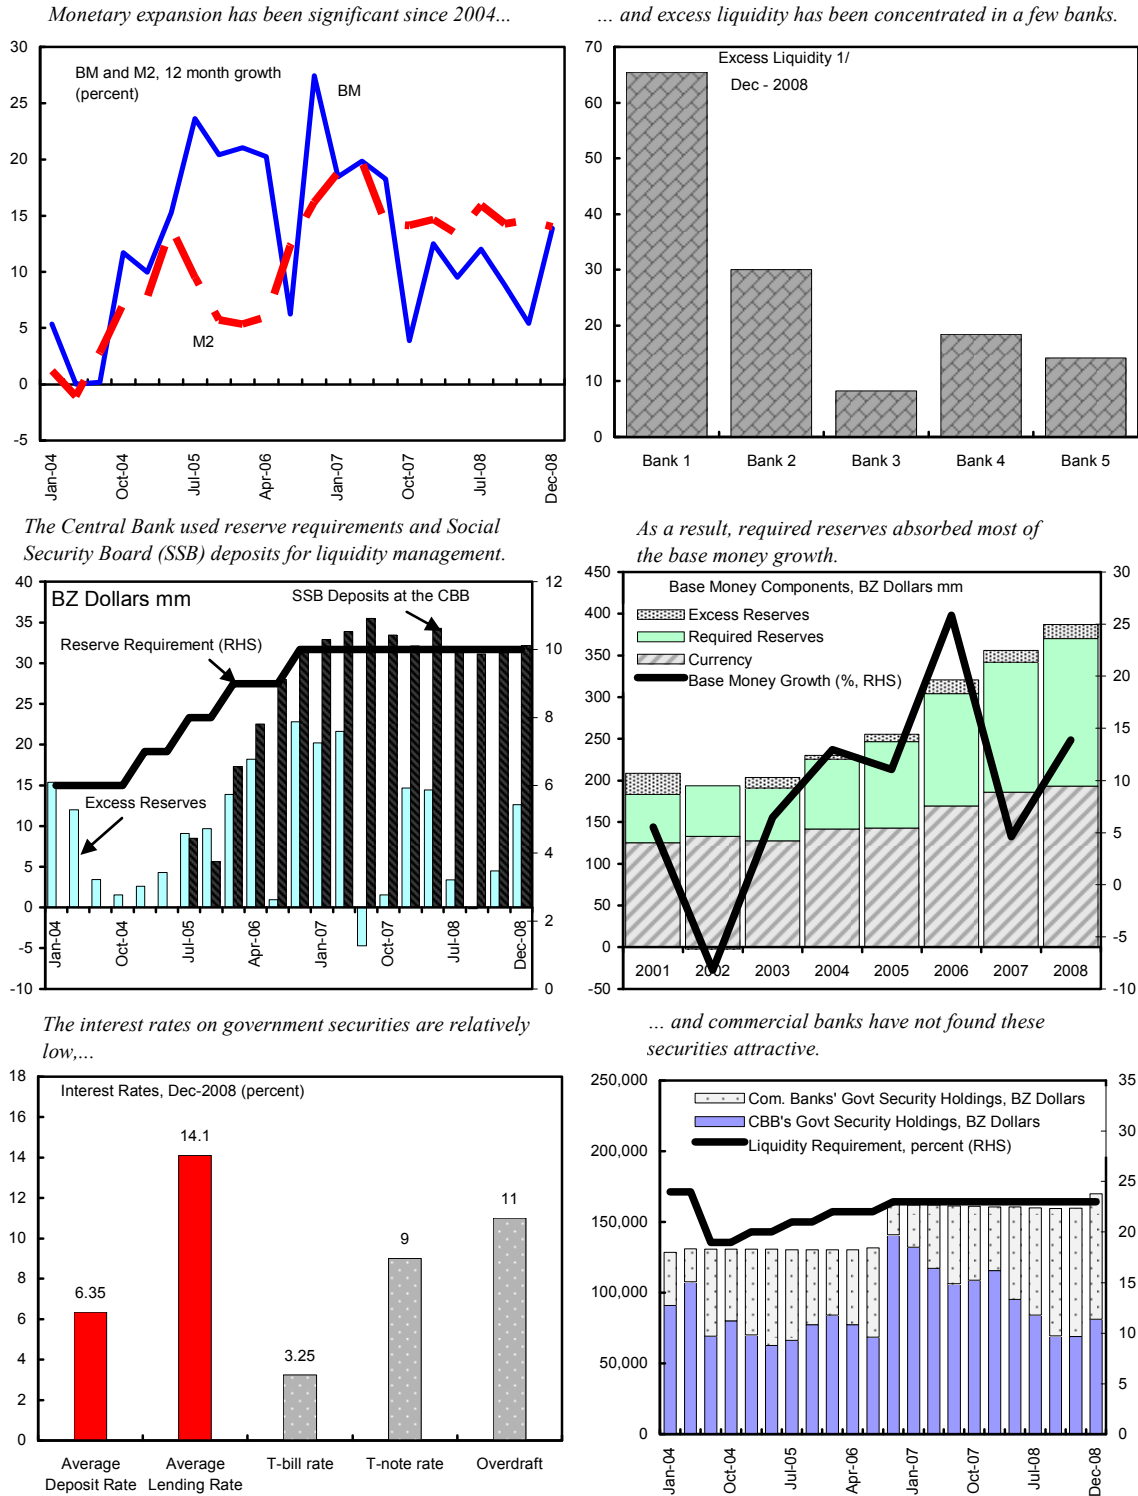 Monetary expansion has been significant since 2004...
30
25
20
15
10
5
0
-5
BM and M2, 12 month growth
(percent)
BM
M2
Jan-04
Oct-04
Jul-05
Apr-06
Jan-07
Oct-07
Jul-08
Dec-08
... and excess liquidity has been concentrated in a few banks.
70
60
50
40
30
20
10
0
Excess Liquidity 1/
Dec - 2008
Bank 1
Bank 2
Bank 3
Bank 4
Bank 5
The Central Bank used reserve requirements and Social
Security Board (SSB) deposits for liquidity management.
40
35
30
25
20
15
10
5
0
-5
-10
BZ Dollars mm
SSB Deposits at the CBB
Reserve Requirement (RHS)
Excess Reserves
Jan-04
Oct-04
Jul-05
Apr-06
Jan-07
Oct-07
Jul-08
Dec-08
12
10
8
6
4
2
0
As a result, required reserves absorbed most of
the base money growth.
450
400
350
300
250
200
150
100
50
0
-50
Base Money Components, BZ Dollars mm
Excess Reserves
Required Reserves
Currency
Base Money Growth (%, RHS)
2001
2002
2003
2004
2005
2006
2007
2008
30
25
20
15
10
5
0
-5
-10
The interest rates on government securities are relatively
low,...
18
16
14
12
10
8
6
4
2
0
Interest Rates, Dec-2008 (percent)
6.35
14.1
3.25
9
11
Average
Deposit Rate
Average
Lending Rate
T-bill rate
T-note rate
Overdraft
... and commercial banks have not found these
securities attractive.
250,000
200,000
150,000
100,000
50,000
0
Com. Banks' Govt Security Holdings, BZ Dollars
CBB's Govt Security Holdings, BZ Dollars
Liquidity Requirement, percent (RHS)
Jan-04
Oct-04
Jul-05
Apr-06
Jan-07
Oct-07
Jul-08
Dec-08
35
30
25
20
15
10
5
0